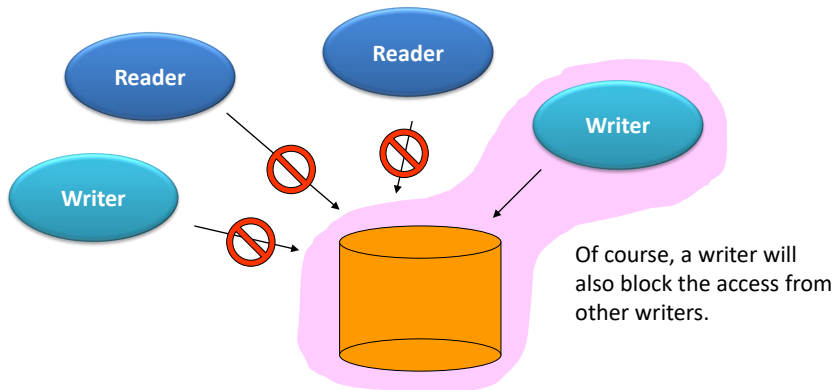 Reader
Reader
Writer
Writer
Of course, a writer will
also block the access from
other writers.